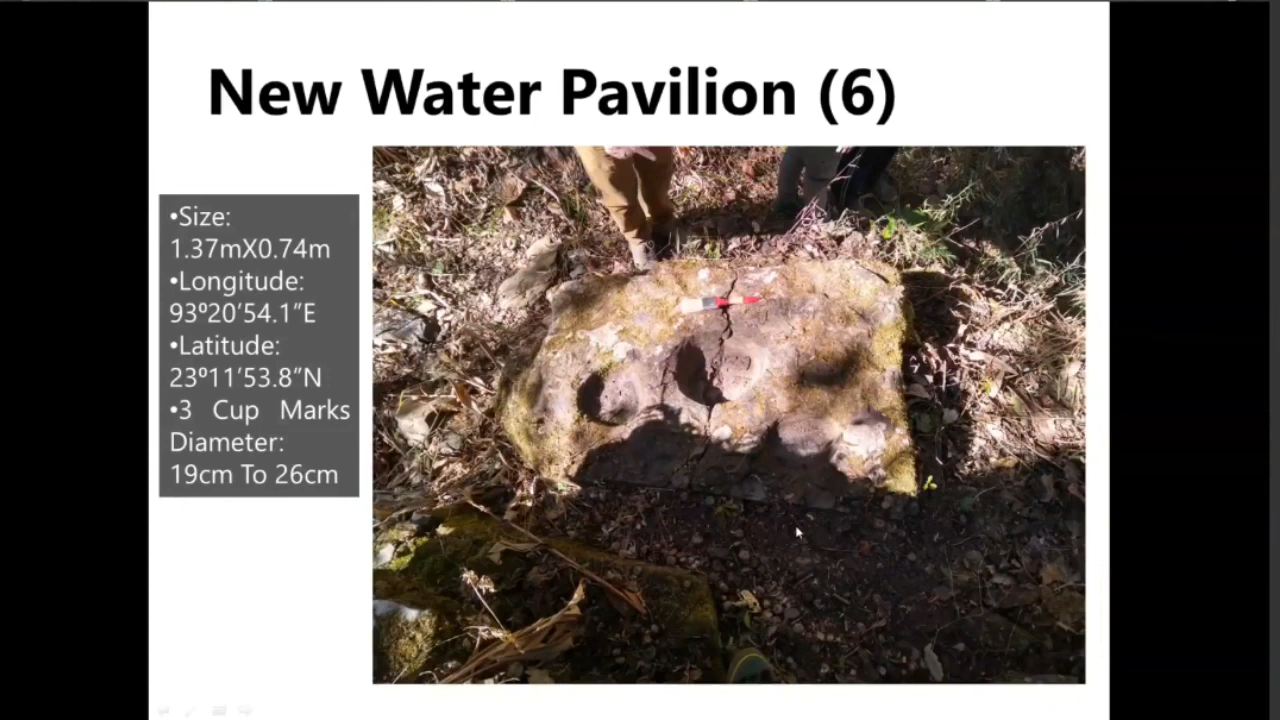 New Water Pavilion (6)
•Size:
1.37mX0.74m
•Longitude:
93º20’54.1”E
•Latitude:
23º11’53.8”N
•3 Cup Marks
Diameter:
19cm To 26cm